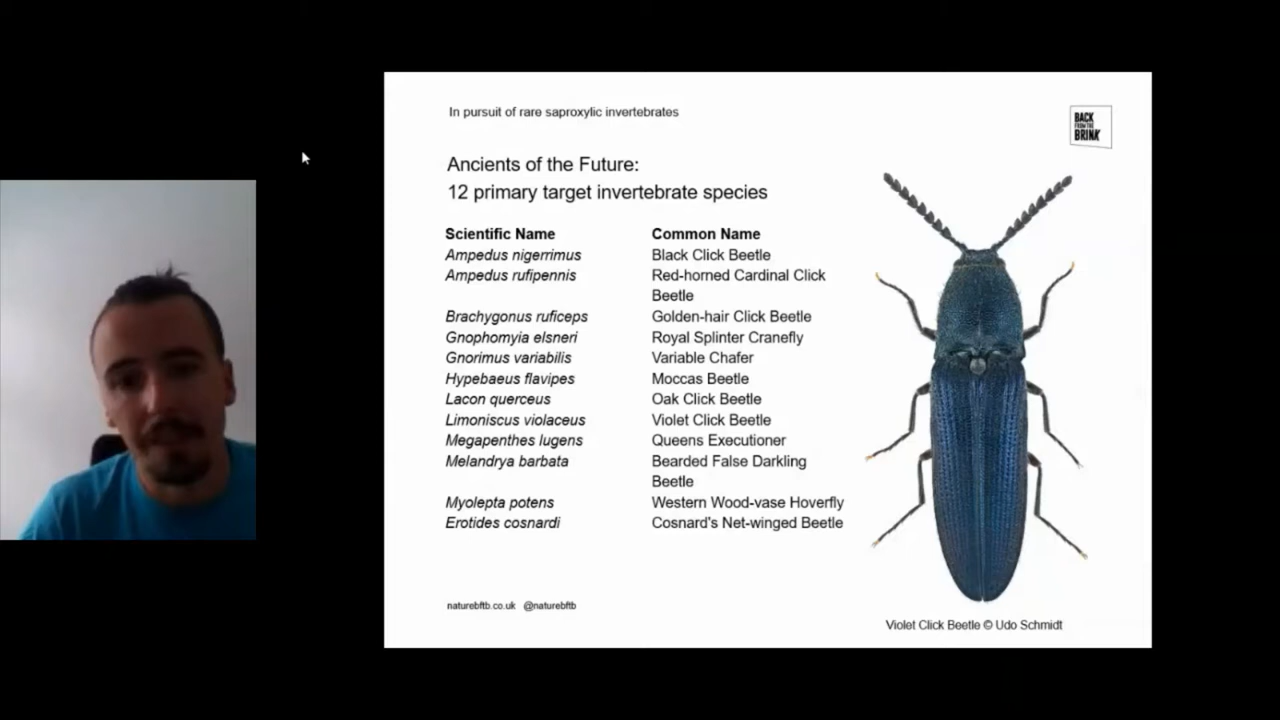 In pursuit of rare saproxylic invertebrates
BACK
FROM THE
BRINK
Ancients of the Future:
12 primary target invertebrate species
Scientific Name Common Name
Ampedus nigerrimus Black Click Beetle
Ampedus rufipennis Red-horned Cardinal Click
Beetle
Brachygonus ruficeps Golden-hair Click Beetle
Gnophomyia elsneri Royal Splinter Cranefly
Gnorimus variabilis Variable Chafer
Hypebaeus flavipes Moccas Beetle
Lacon querceus Oak Click Beetle
Limoniscus violaceus Violet Click Beetle
Megapenthes lugens Queens Executioner
Melandrya barbata Bearded False Darkling
Beetle
Myolepta potens Western Wood-vase Hoverfly
Erotides cosnardi Cosnard's Net-winged Beetle
naturebftb.co.uk @naturebftb
Violet Click Beetle © Udo Schmidt